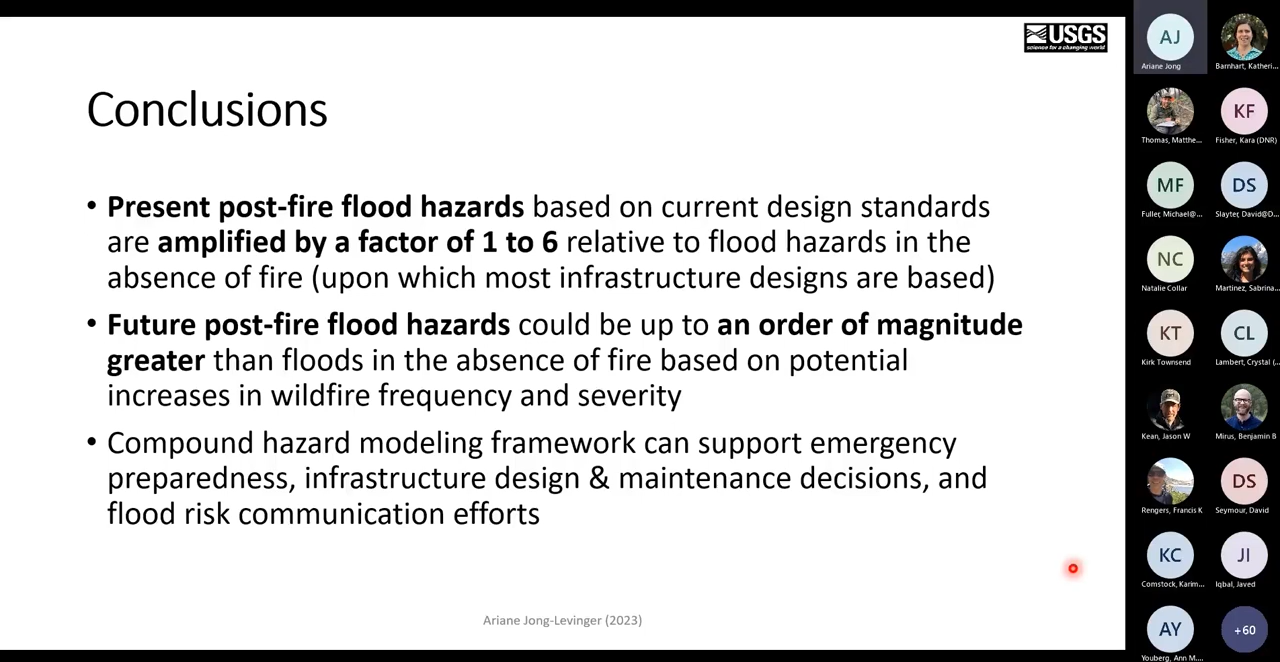 USGS
science for a changing world
Conclusions
• Present post-fire flood hazards based on current design standards
are amplified by a factor of 1 to 6 relative to flood hazards in the
absence of fire (upon which most infrastructure designs are based)
• Future post-fire flood hazards could be up to an order of magnitude
greater than floods in the absence of fire based on potential
increases in wildfire frequency and severity
• Compound hazard modeling framework can support emergency
preparedness, infrastructure design & maintenance decisions, and
flood risk communication efforts
Ariane Jong-Levinger (2023)
AJ
Ariane Jong
Barnhart, Katheri...
Thomas, Matthe...
KF
Fisher, Kara (DNR)
MF
Fuller, Michael@...
DS
Slayter, David@D...
NC
Natalie Collar
Martinez, Sabrina...
KT
Kirk Townsend
CL
Lambert, Crystal (...
Kean, Jason W
Mirus, Benjamin B
Rengers, Francis K
DS
Seymour, David
KC
Comstock, Karim...
JI
Iqbal, Javed
AY
Youberg, Ann M....
+60